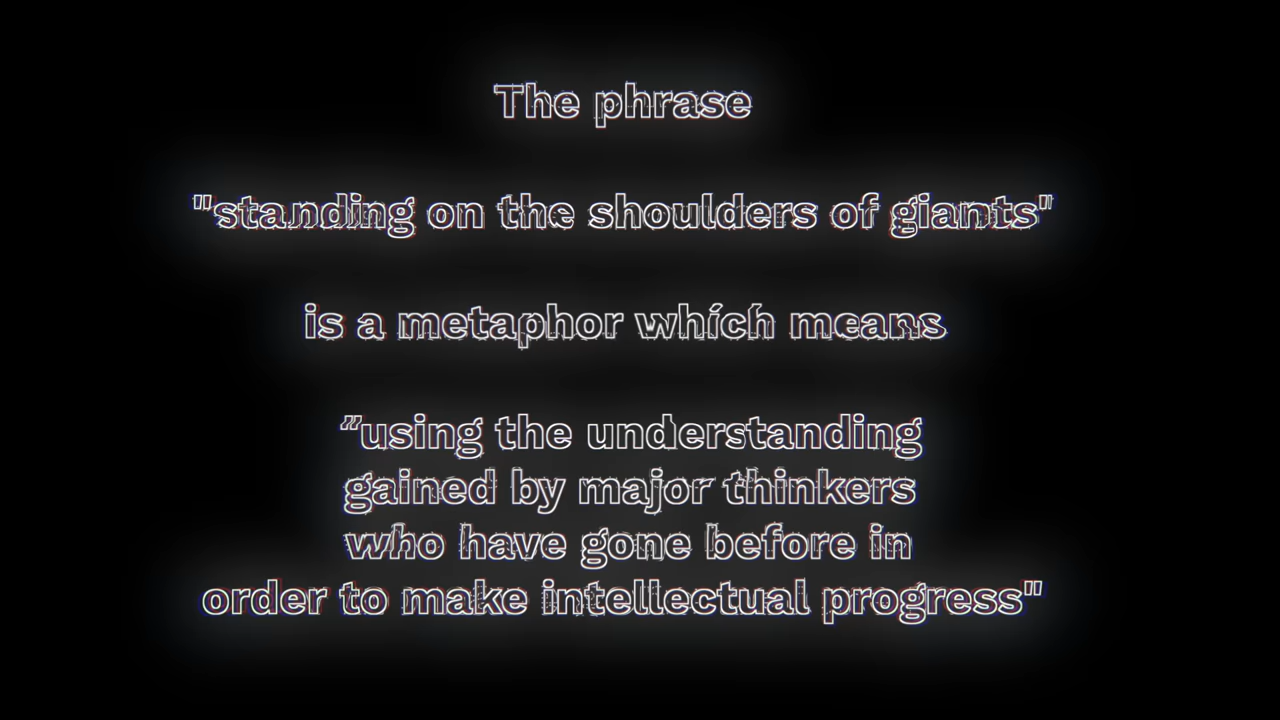 The phrase
"standing on the shoulders of giants"
is a metaphor which means
"using the understanding
gained by major thinkers
who have gone before in
order to make intellectual progress"